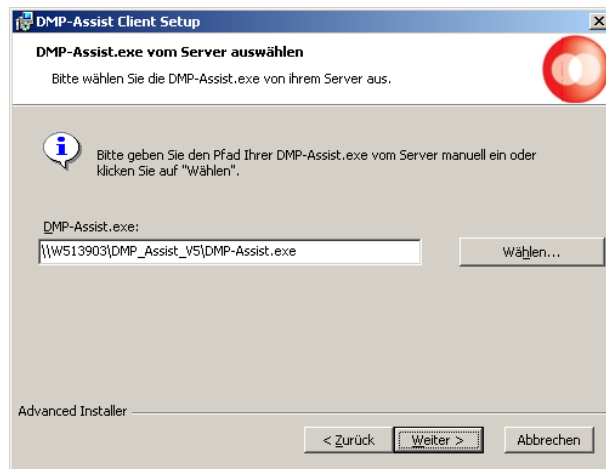 DMP-Assist Client Setup
DMP-Assist.exe vom Server auswählen
Bitte wählen Sie die DMP-Assist.exe von ihrem Server aus.
Bitte geben Sie den Pfad Ihrer DMP-Assist.exe vom Server manuell ein oder
klicken Sie auf "Wählen".
DMP-Assist.exe:
\\W513903\DMP_Assist_V5\DMP-Assist.exe
Wählen...
Advanced Installer
< Zurück
Weiter >
Abbrechen